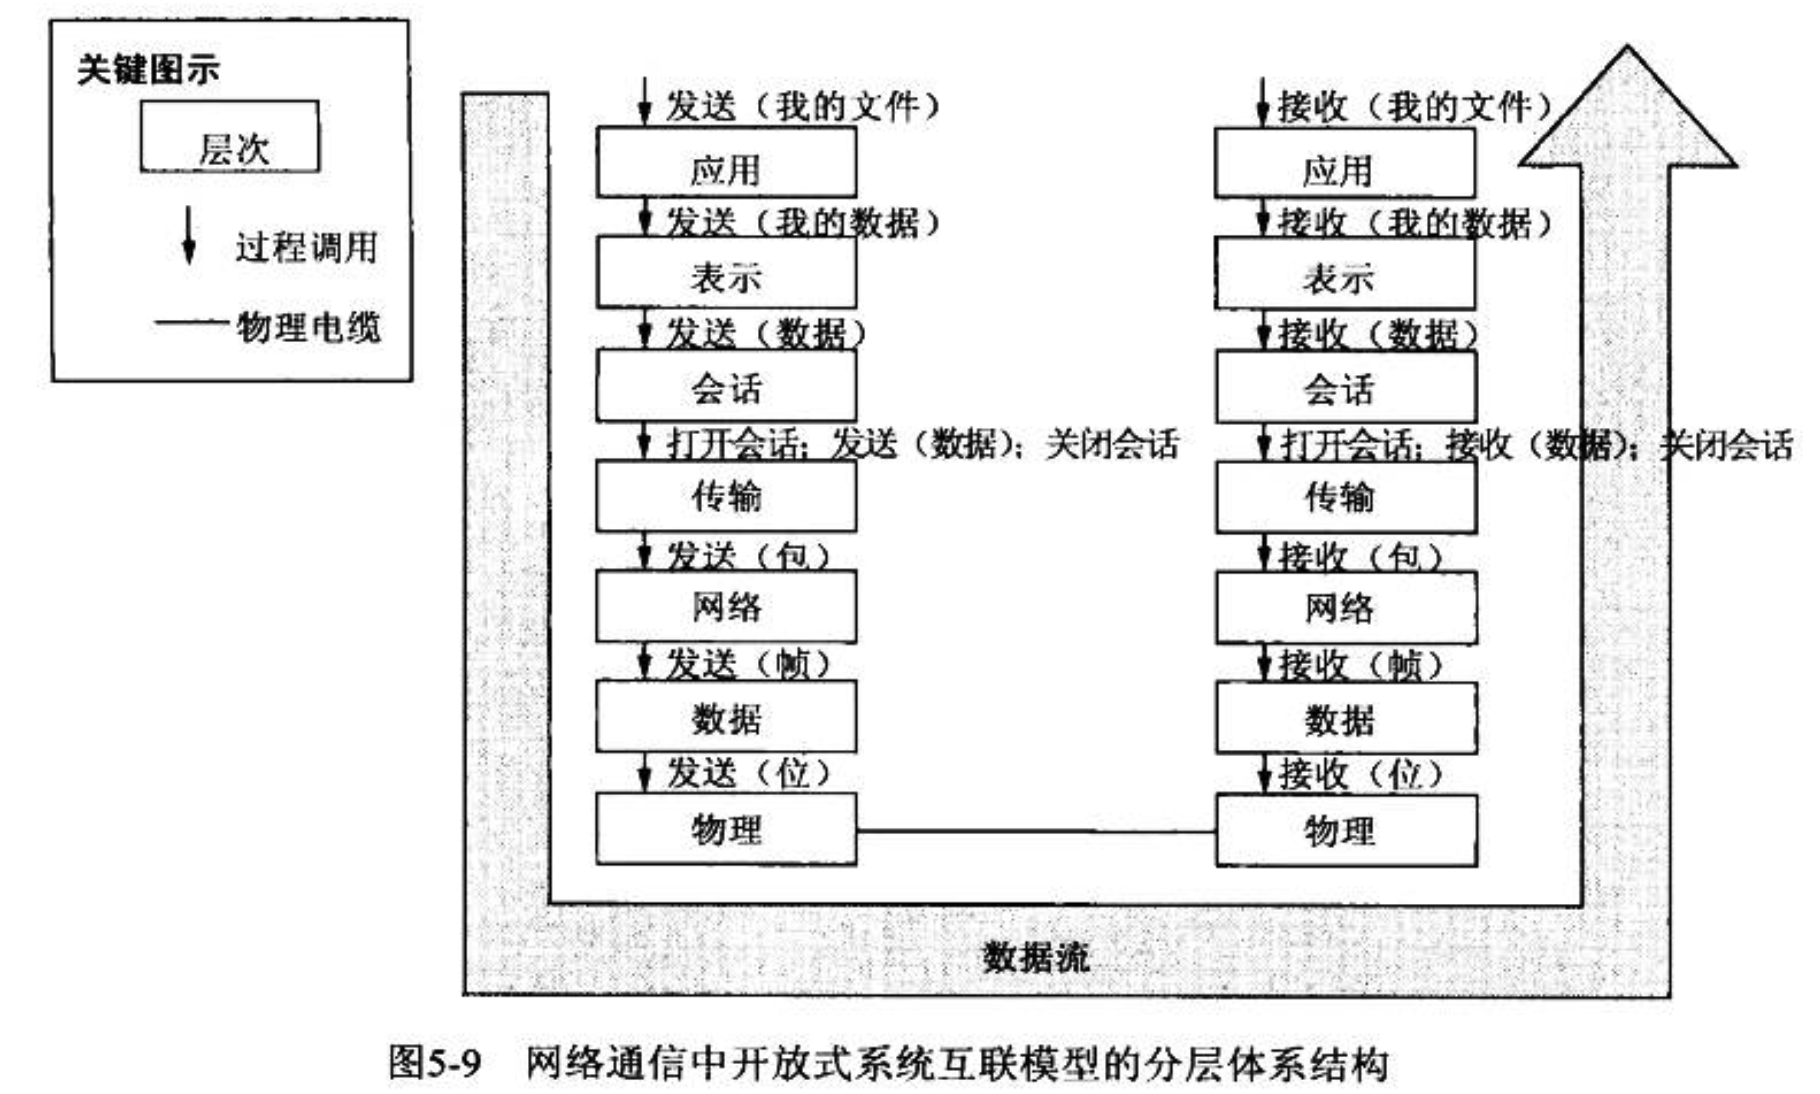 关键图示
层次
过程调用
物理电缆
发送（我的文件）
应用
发送（我的数据）
表示
发送（数据）
会话
打开会话；发送（数据）；关闭会话
传输
发送（包）
网络
发送（帧）
数据
发送（位）
物理
接收（我的文件）
应用
接收（我的数据）
表示
接收（数据）
会话
打开会话；接收（数据）；关闭会话
传输
接收（包）
网络
接收（帧）
数据
接收（位）
物理
数据流
图5-9 网络通信中开放式系统互联模型的分层体系结构